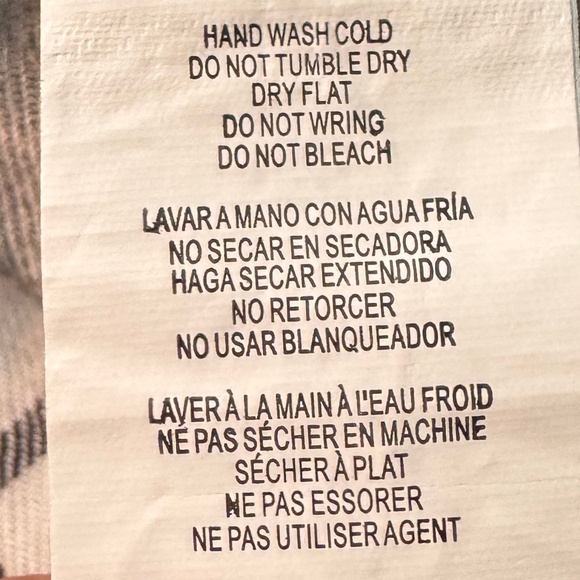 HAND WASH COLD
DO NOT TUMBLE DRY
DRY FLAT
DO NOT WRING
DO NOT BLEACH
LAVAR A MANO CON AGUA FRÍA
NO SECAR EN SECADORA
HAGA SECAR EXTENDIDO
NO RETORCER
NO USAR BLANQUEADOR
LAVER À LA MAIN À L'EAU FROID
NÉ PAS SÉCHER EN MACHINE
SÉCHER À PLAT
NE PAS ESSORER
NE PAS UTILISER AGENT